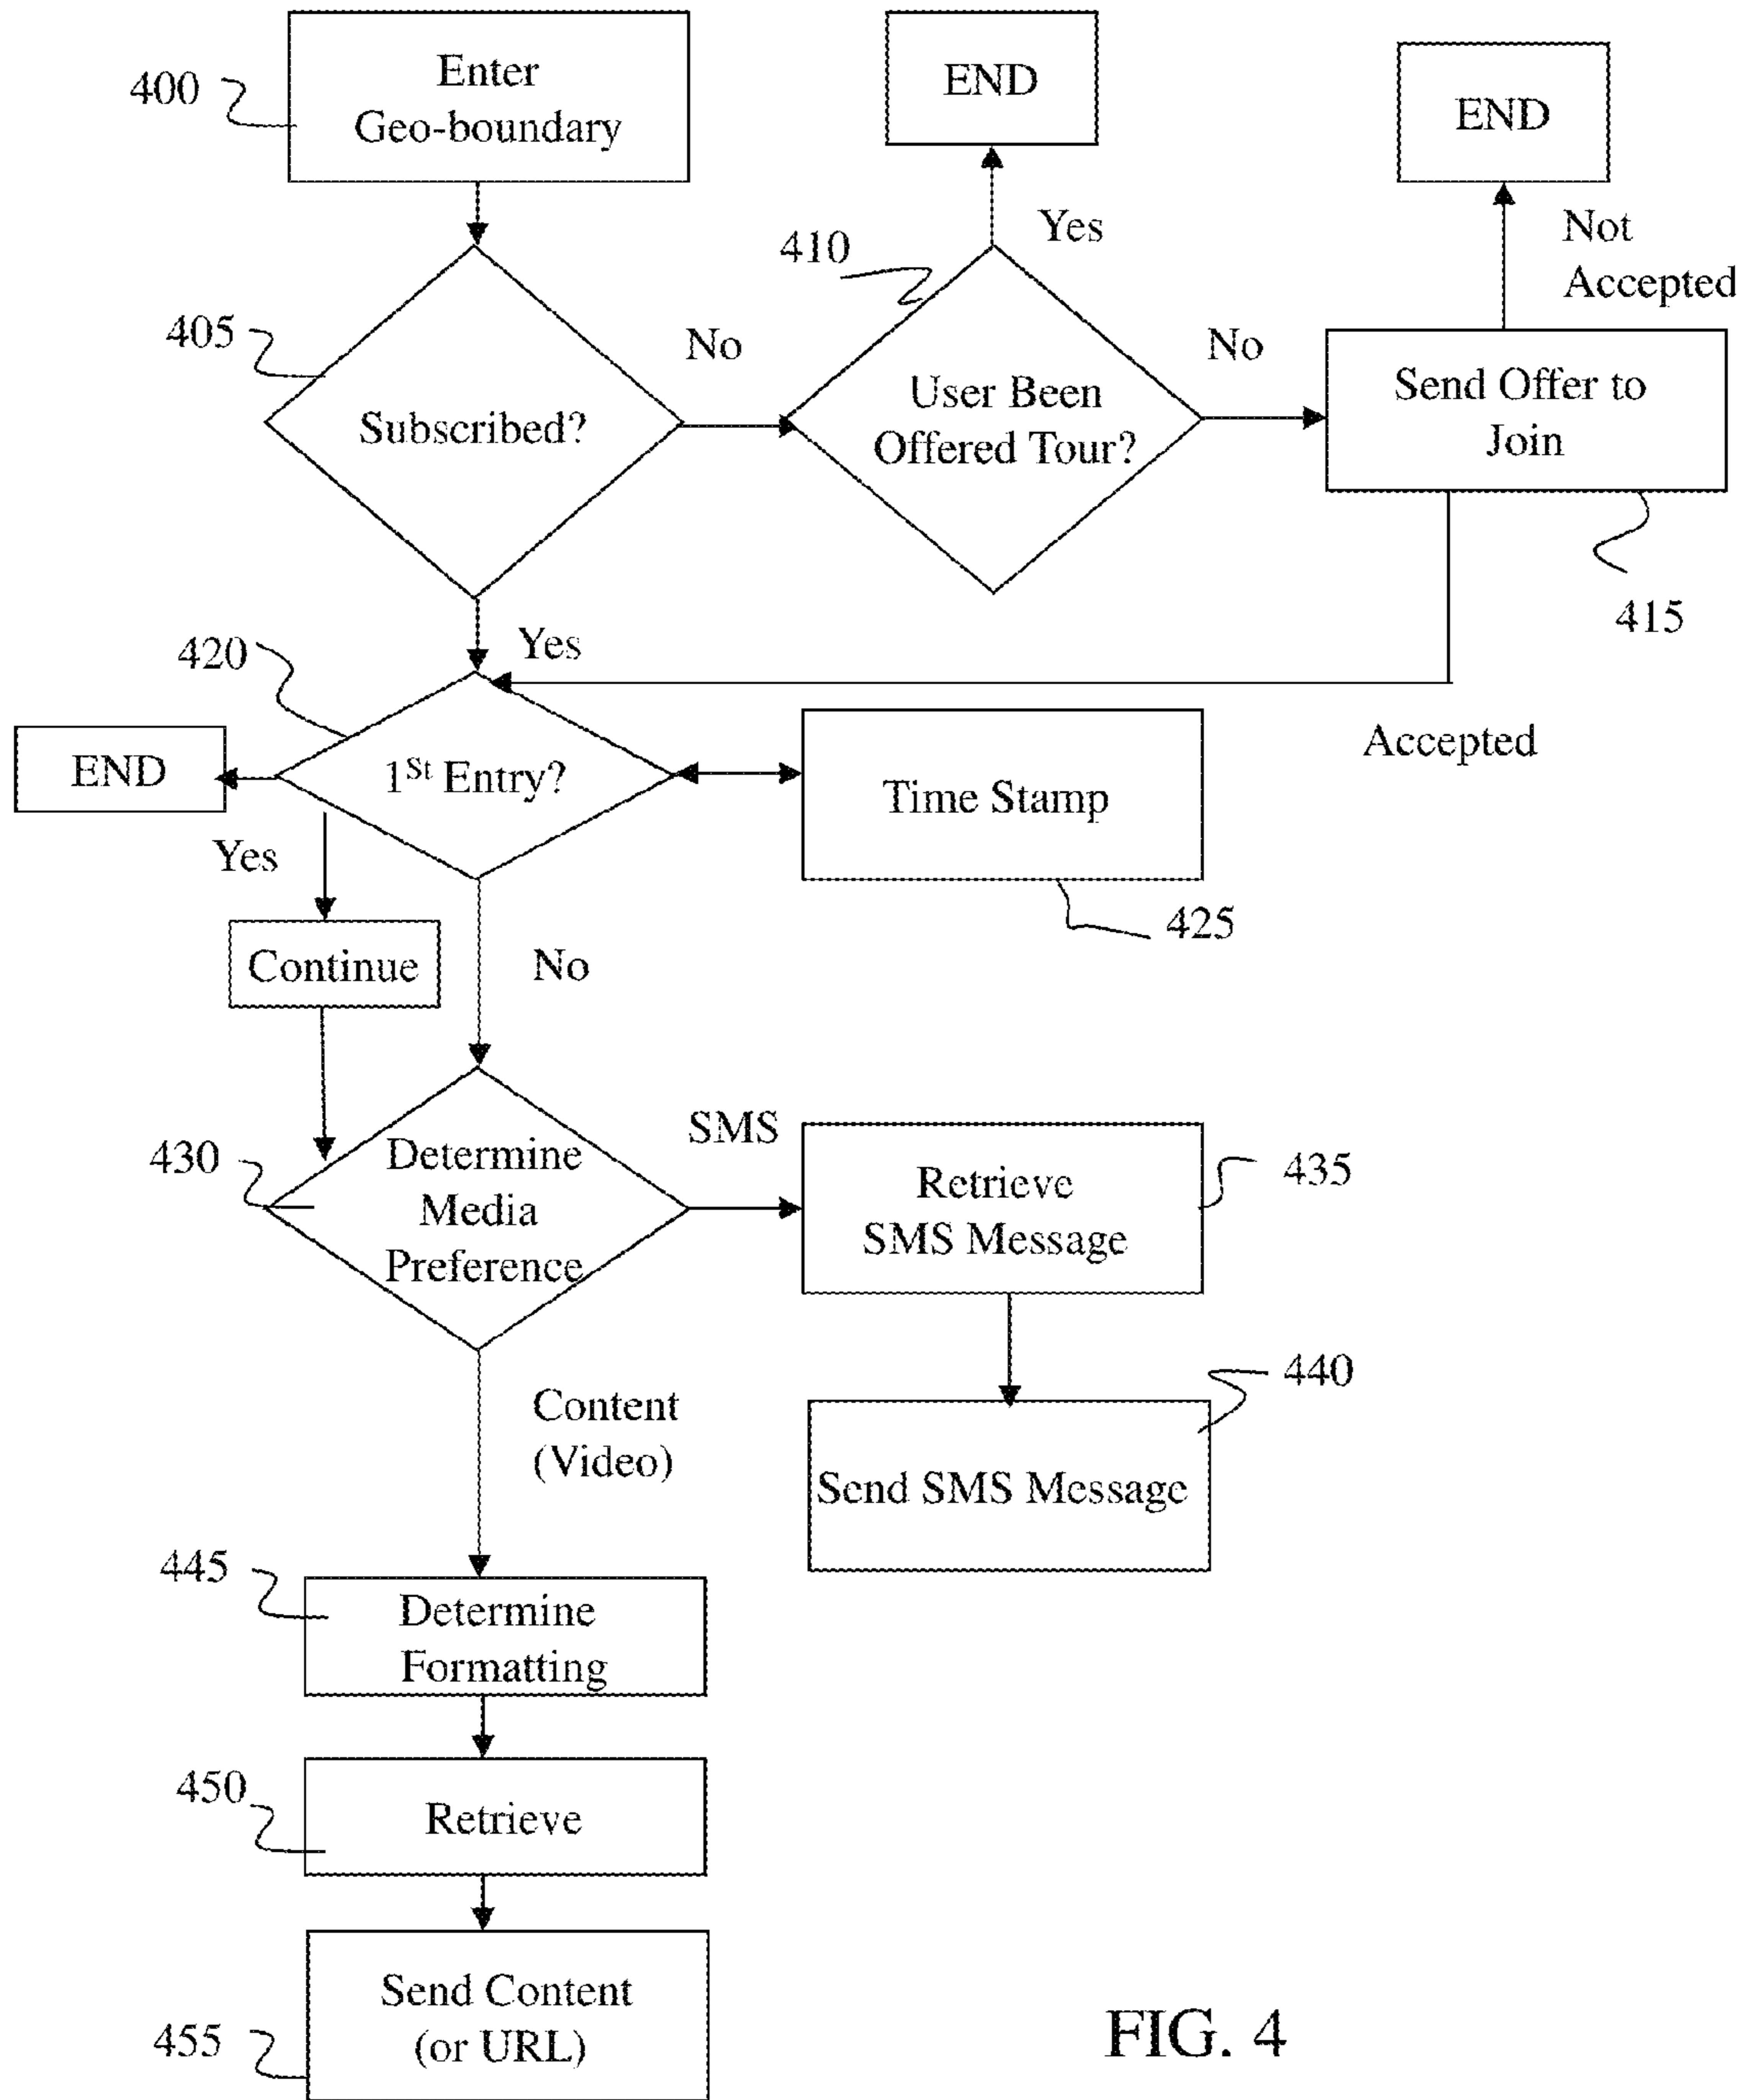 Enter
Geo-boundary
400
END
END
Yes
Not
Accepted
410
405
No
No
Subscribed?
User Been
Offered Tour?
Send Offer to
Join
415
420
Yes
Accepted
END
1St Entry?
Time Stamp
Yes
425
Continue
No
430
Determine
Media
Preference
SMS
Retrieve
SMS Message
435
440
Content
(Video)
Send SMS Message
445
Determine
Formatting
450
Retrieve
Send Content
(or URL)
455
FIG. 4